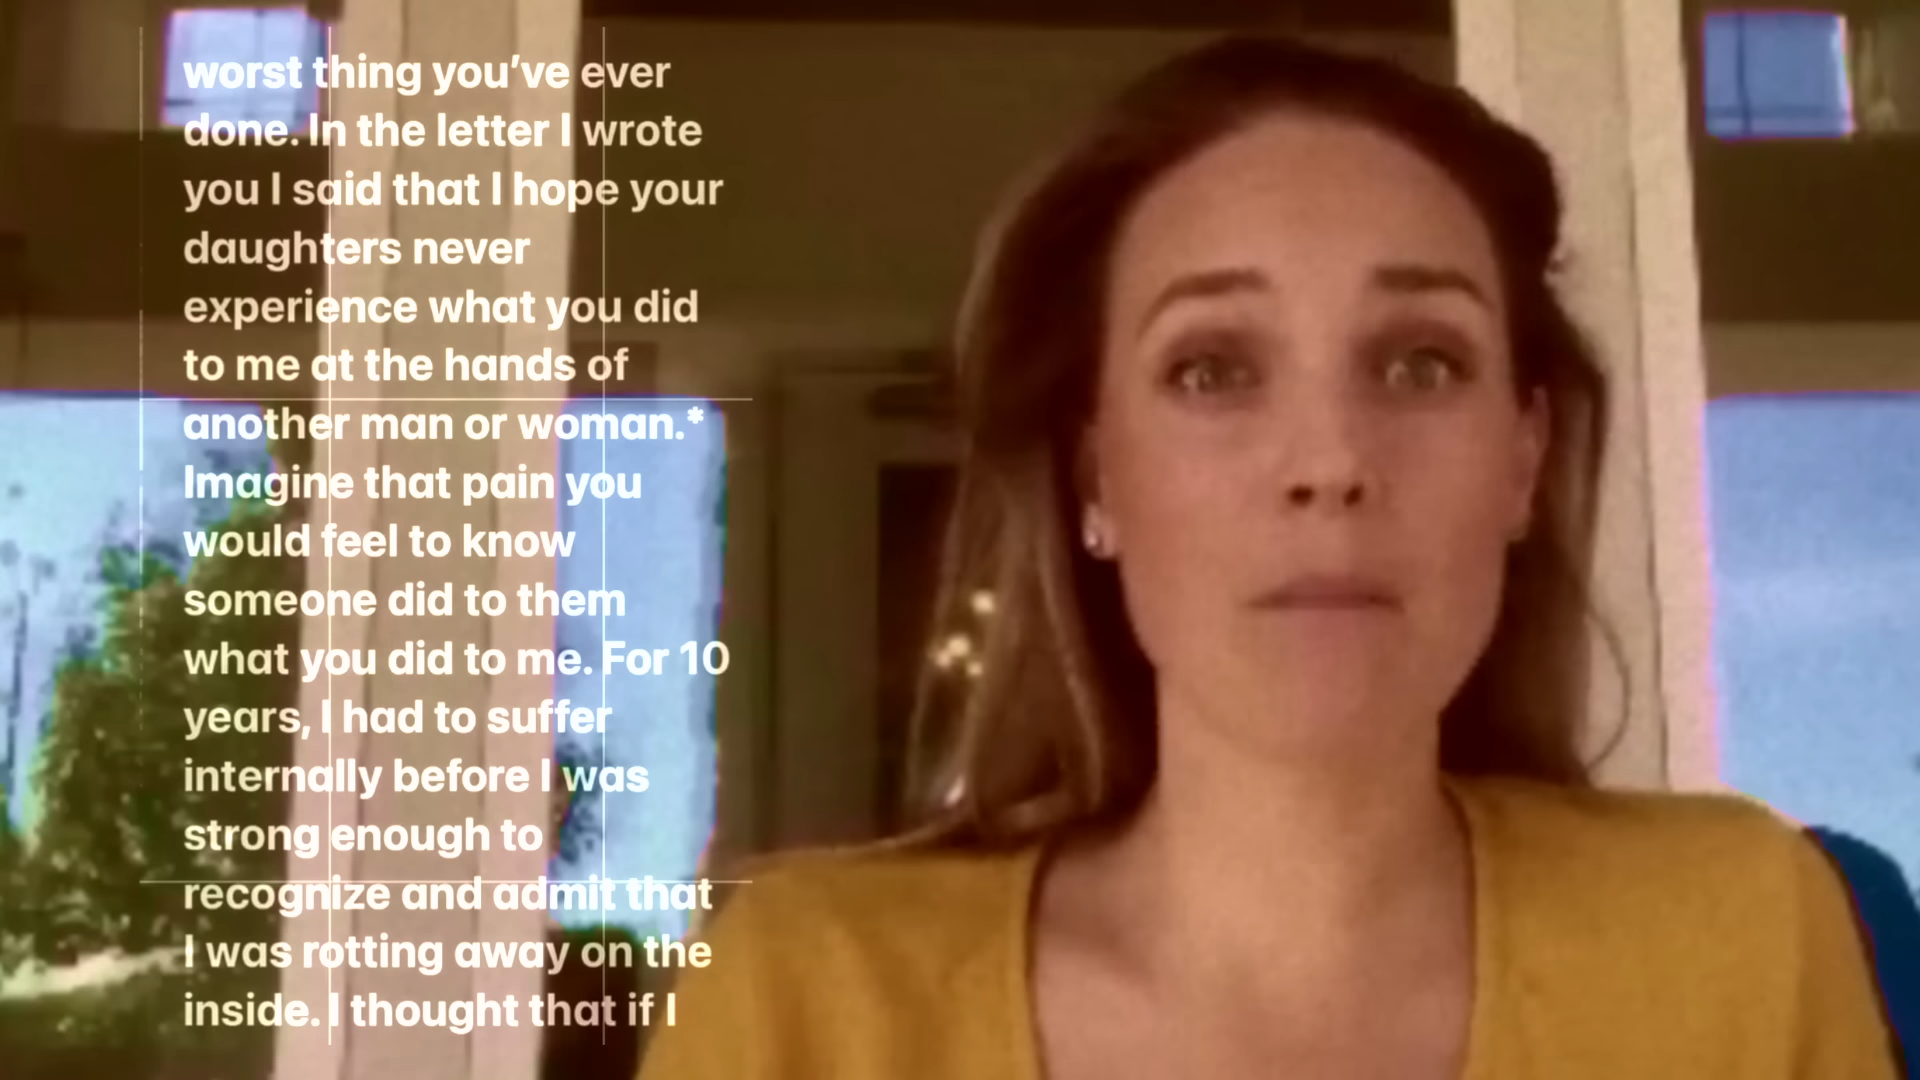 worst thing you've ever
done. In the letter I wrote
you I said that I hope your
daughters never
experience what you did
to me at the hands of
another man or woman.*
Imagine that pain you
would feel to know
someone did to them
what you did to me. For 10
years, I had to suffer
internally before I was
strong enough to
recognize and admit that
I was rotting away on the
inside. I thought that if I